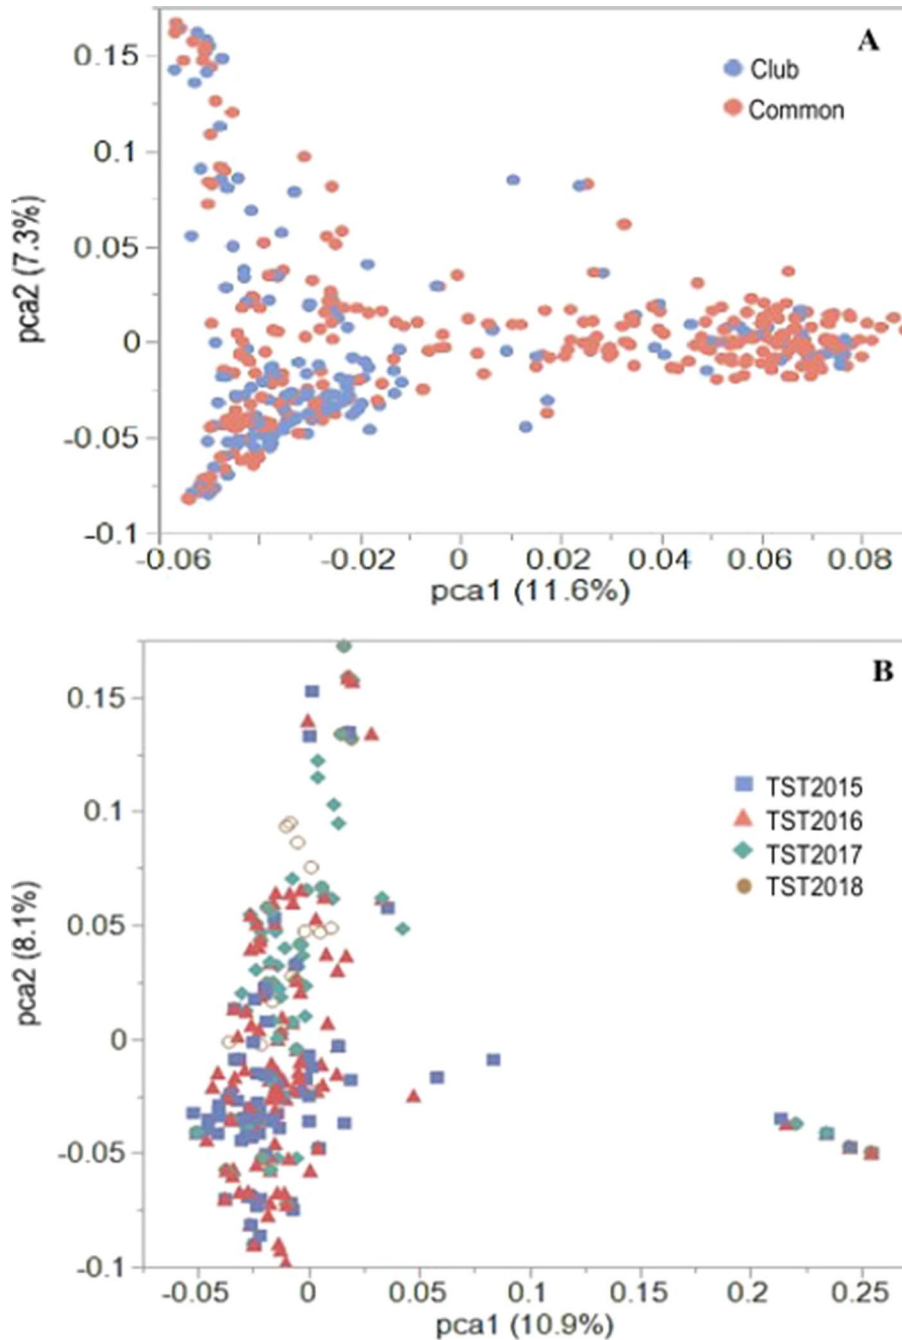 A
Club
Common
0.15
0.1
0.05
0
-0.05
-0.1
pca2 (7.3%)
-0.06
-0.02
0
0.02
0.04
0.06
0.08
pca1 (11.6%)
B
TST2015
TST2016
TST2017
TST2018
0.15
0.1
0.05
0
-0.05
-0.1
pca2 (8.1%)
-0.05
0
0.05
0.1
0.15
0.2
0.25
pca1 (10.9%)